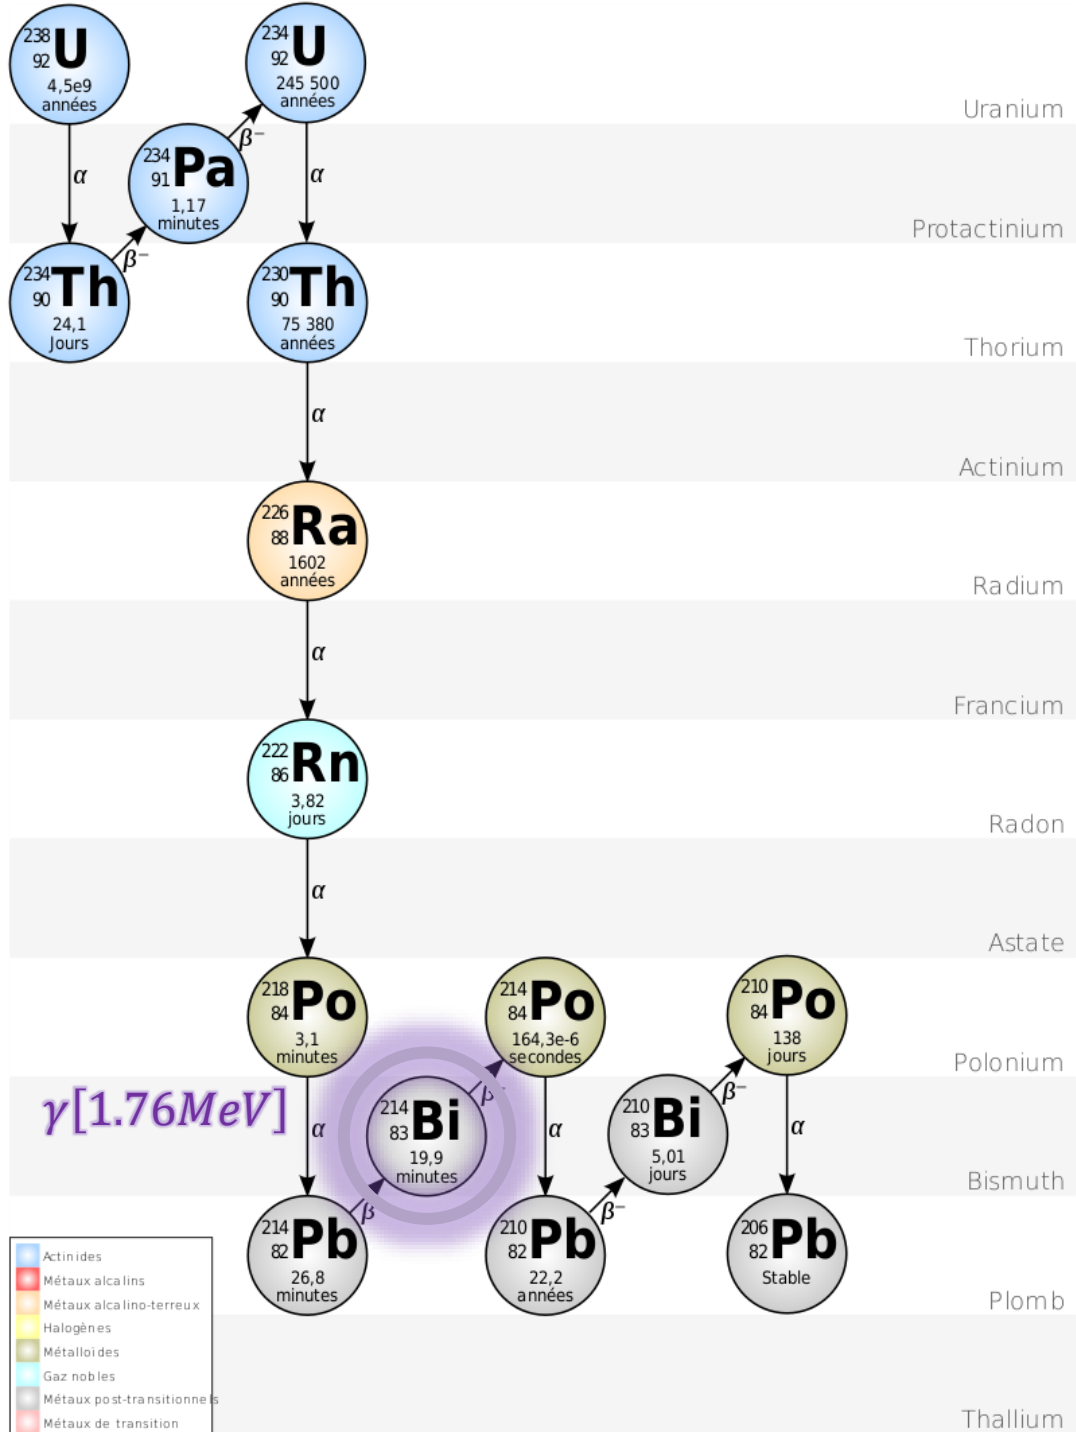 238
92
U
4,5e9
années
234
92
U
245 500
années
Uranium
β⁻
α
234
91
Pa
1,17
minutes
α
Protactinium
β⁻
234
90
Th
24,1
Jours
230
90
Th
75 380
années
Thorium
α
Actinium
226
88
Ra
1602
années
Radium
α
Francium
222
86
Rn
3,82
jours
Radon
α
Astate
218
84
Po
3,1
minutes
214
84
Po
164,3e-6
secondes
210
84
Po
138
jours
Polonium
γ[1.76MeV]
α
214
83
Bi
19,9
minutes
β⁻
α
210
83
Bi
5,01
jours
β⁻
α
Bismuth
β
β⁻
214
82
Pb
26,8
minutes
210
82
Pb
22,2
années
206
82
Pb
Stable
Plomb
Actinides
Métaux alcalins
Métaux alcalino-terreux
Halogènes
Métalloïdes
Gaz nobles
Métaux post-transitionnels
Métaux de transition
Thallium